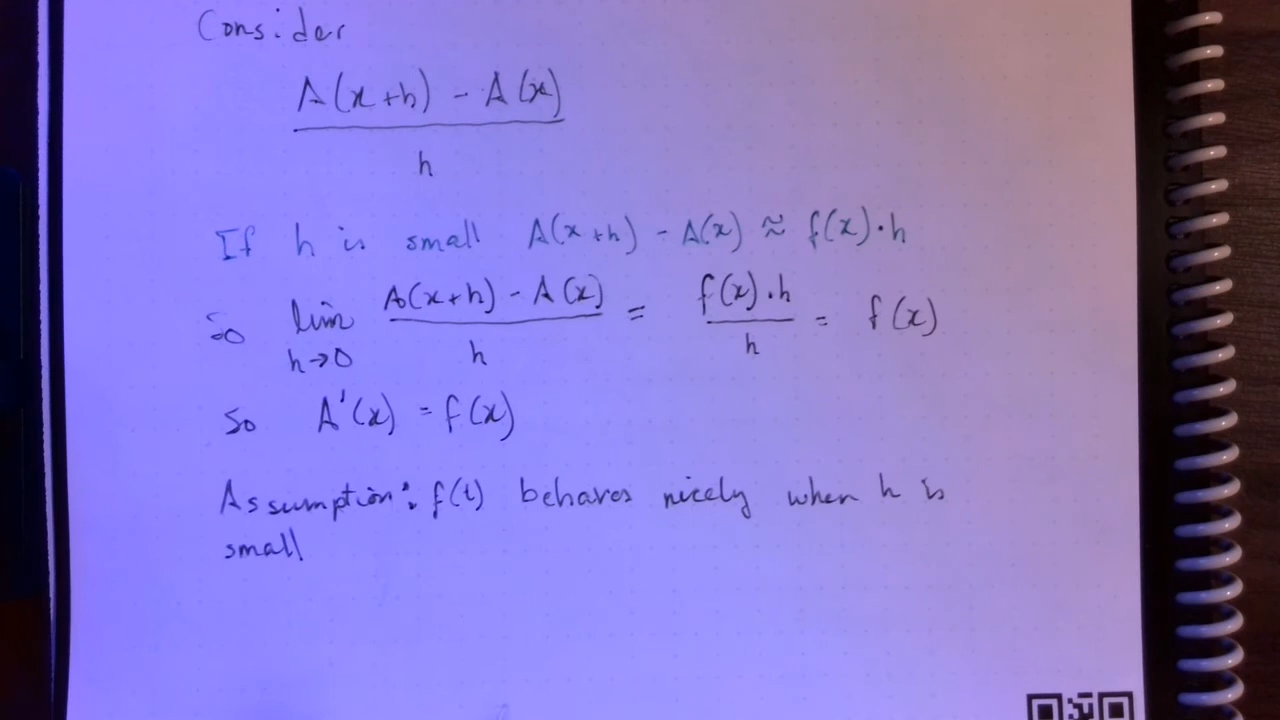 Consider
A(x+h) - A(x)
h
If h is small A(x+h) - A(x) ≈ f(x)·h
So lim h→0 A(x+h) - A(x) / h = f(x)·h / h = f(x)
So A'(x) = f(x)
Assumption: f(t) behaves nicely when h is
small